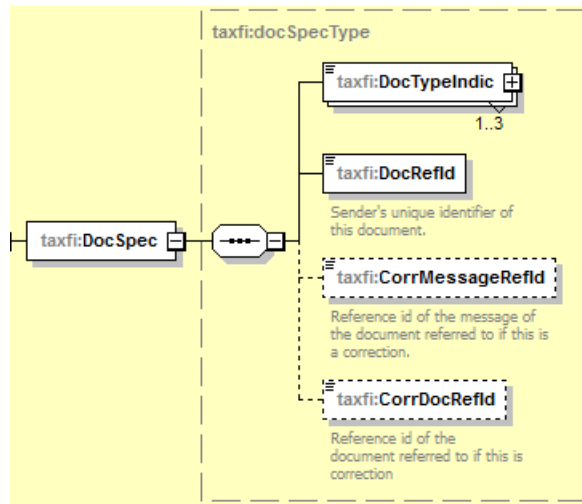 taxfi:docSpecType
taxfi:DocTypeIndic
1..3
taxfi:DocRefId
Sender's unique identifier of
this document.
taxfi:DocSpec
taxfi:CorrMessageRefId
Reference id of the message of
the document referred to if this is
a correction.
taxfi:CorrDocRefId
Reference id of the
document referred to if this is
correction